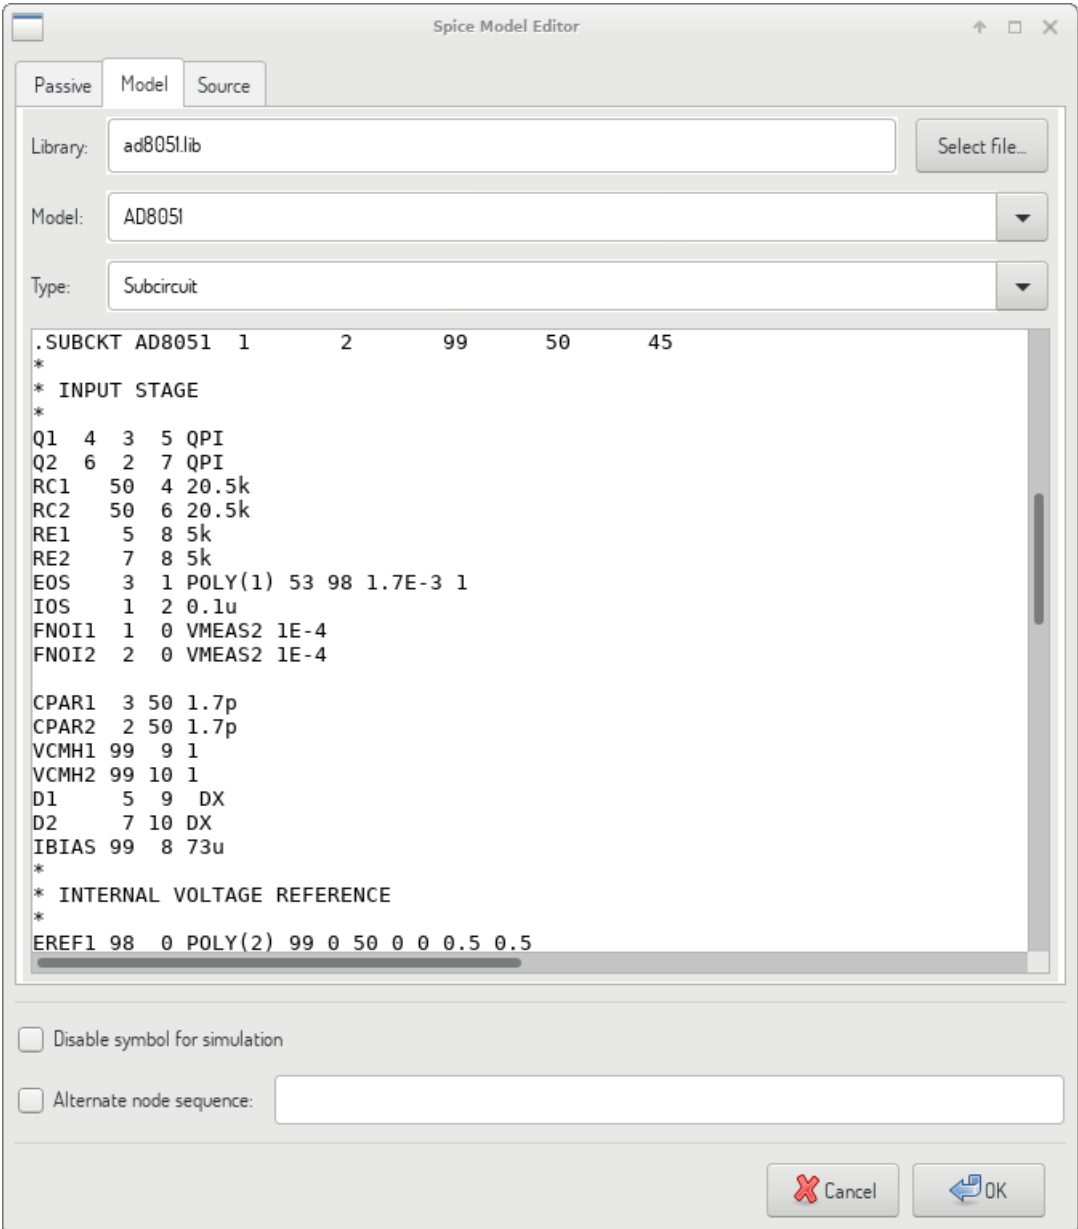 Spice Model Editor
Passive Model Source
Library: ad8051.lib Select file...
Model: AD8051
Type: Subcircuit
.SUBCKT AD8051 1 2 99 50 45
*
* INPUT STAGE
*
Q1 4 3 5 QPI
Q2 6 2 7 QPI
RC1 50 4 20.5k
RC2 50 6 20.5k
RE1 5 8 5k
RE2 7 8 5k
EOS 3 1 POLY(1) 53 98 1.7E-3 1
IOS 1 2 0.1u
FNOI1 1 0 VMEAS2 1E-4
FNOI2 2 0 VMEAS2 1E-4
CPAR1 3 50 1.7p
CPAR2 2 50 1.7p
VCMH1 99 9 1
VCMH2 99 10 1
D1 5 9 DX
D2 7 10 DX
IBIAS 99 8 73u
*
* INTERNAL VOLTAGE REFERENCE
*
EREF1 98 0 POLY(2) 99 0 50 0 0 0.5 0.5
Disable symbol for simulation
Alternate node sequence:
Cancel OK